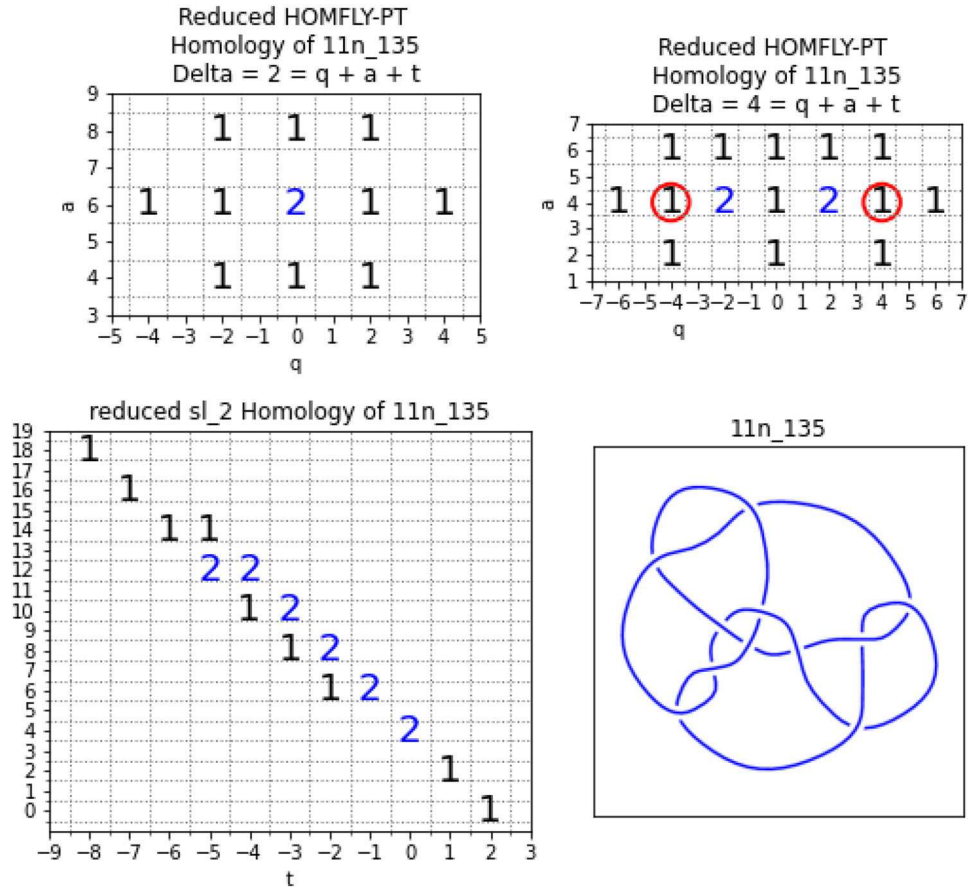 Reduced HOMFLY-PT
Homology of 11n_135
Delta = 2 = q + a + t
9
8 1 1 1
7
a 6 1 1 2 1 1
5
4 1 1 1
3
−5 −4 −3 −2 −1 0 1 2 3 4 5
q
Reduced HOMFLY-PT
Homology of 11n_135
Delta = 4 = q + a + t
7
6 1 1 1 1 1
5
a 4 1 1 2 1 2 1 1
3
2 1 1 1
1
−7−6−5−4−3−2−1 0 1 2 3 4 5 6 7
q
reduced sl_2 Homology of 11n_135
19
18 1
17
16 1
15
14 1 1
13
12 2 2
11
10 1 2
9
8 1 2
7
6 1 2
5
4 2
3
2 1
1
0 1
−9 −8 −7 −6 −5 −4 −3 −2 −1 0 1 2 3
t
11n_135